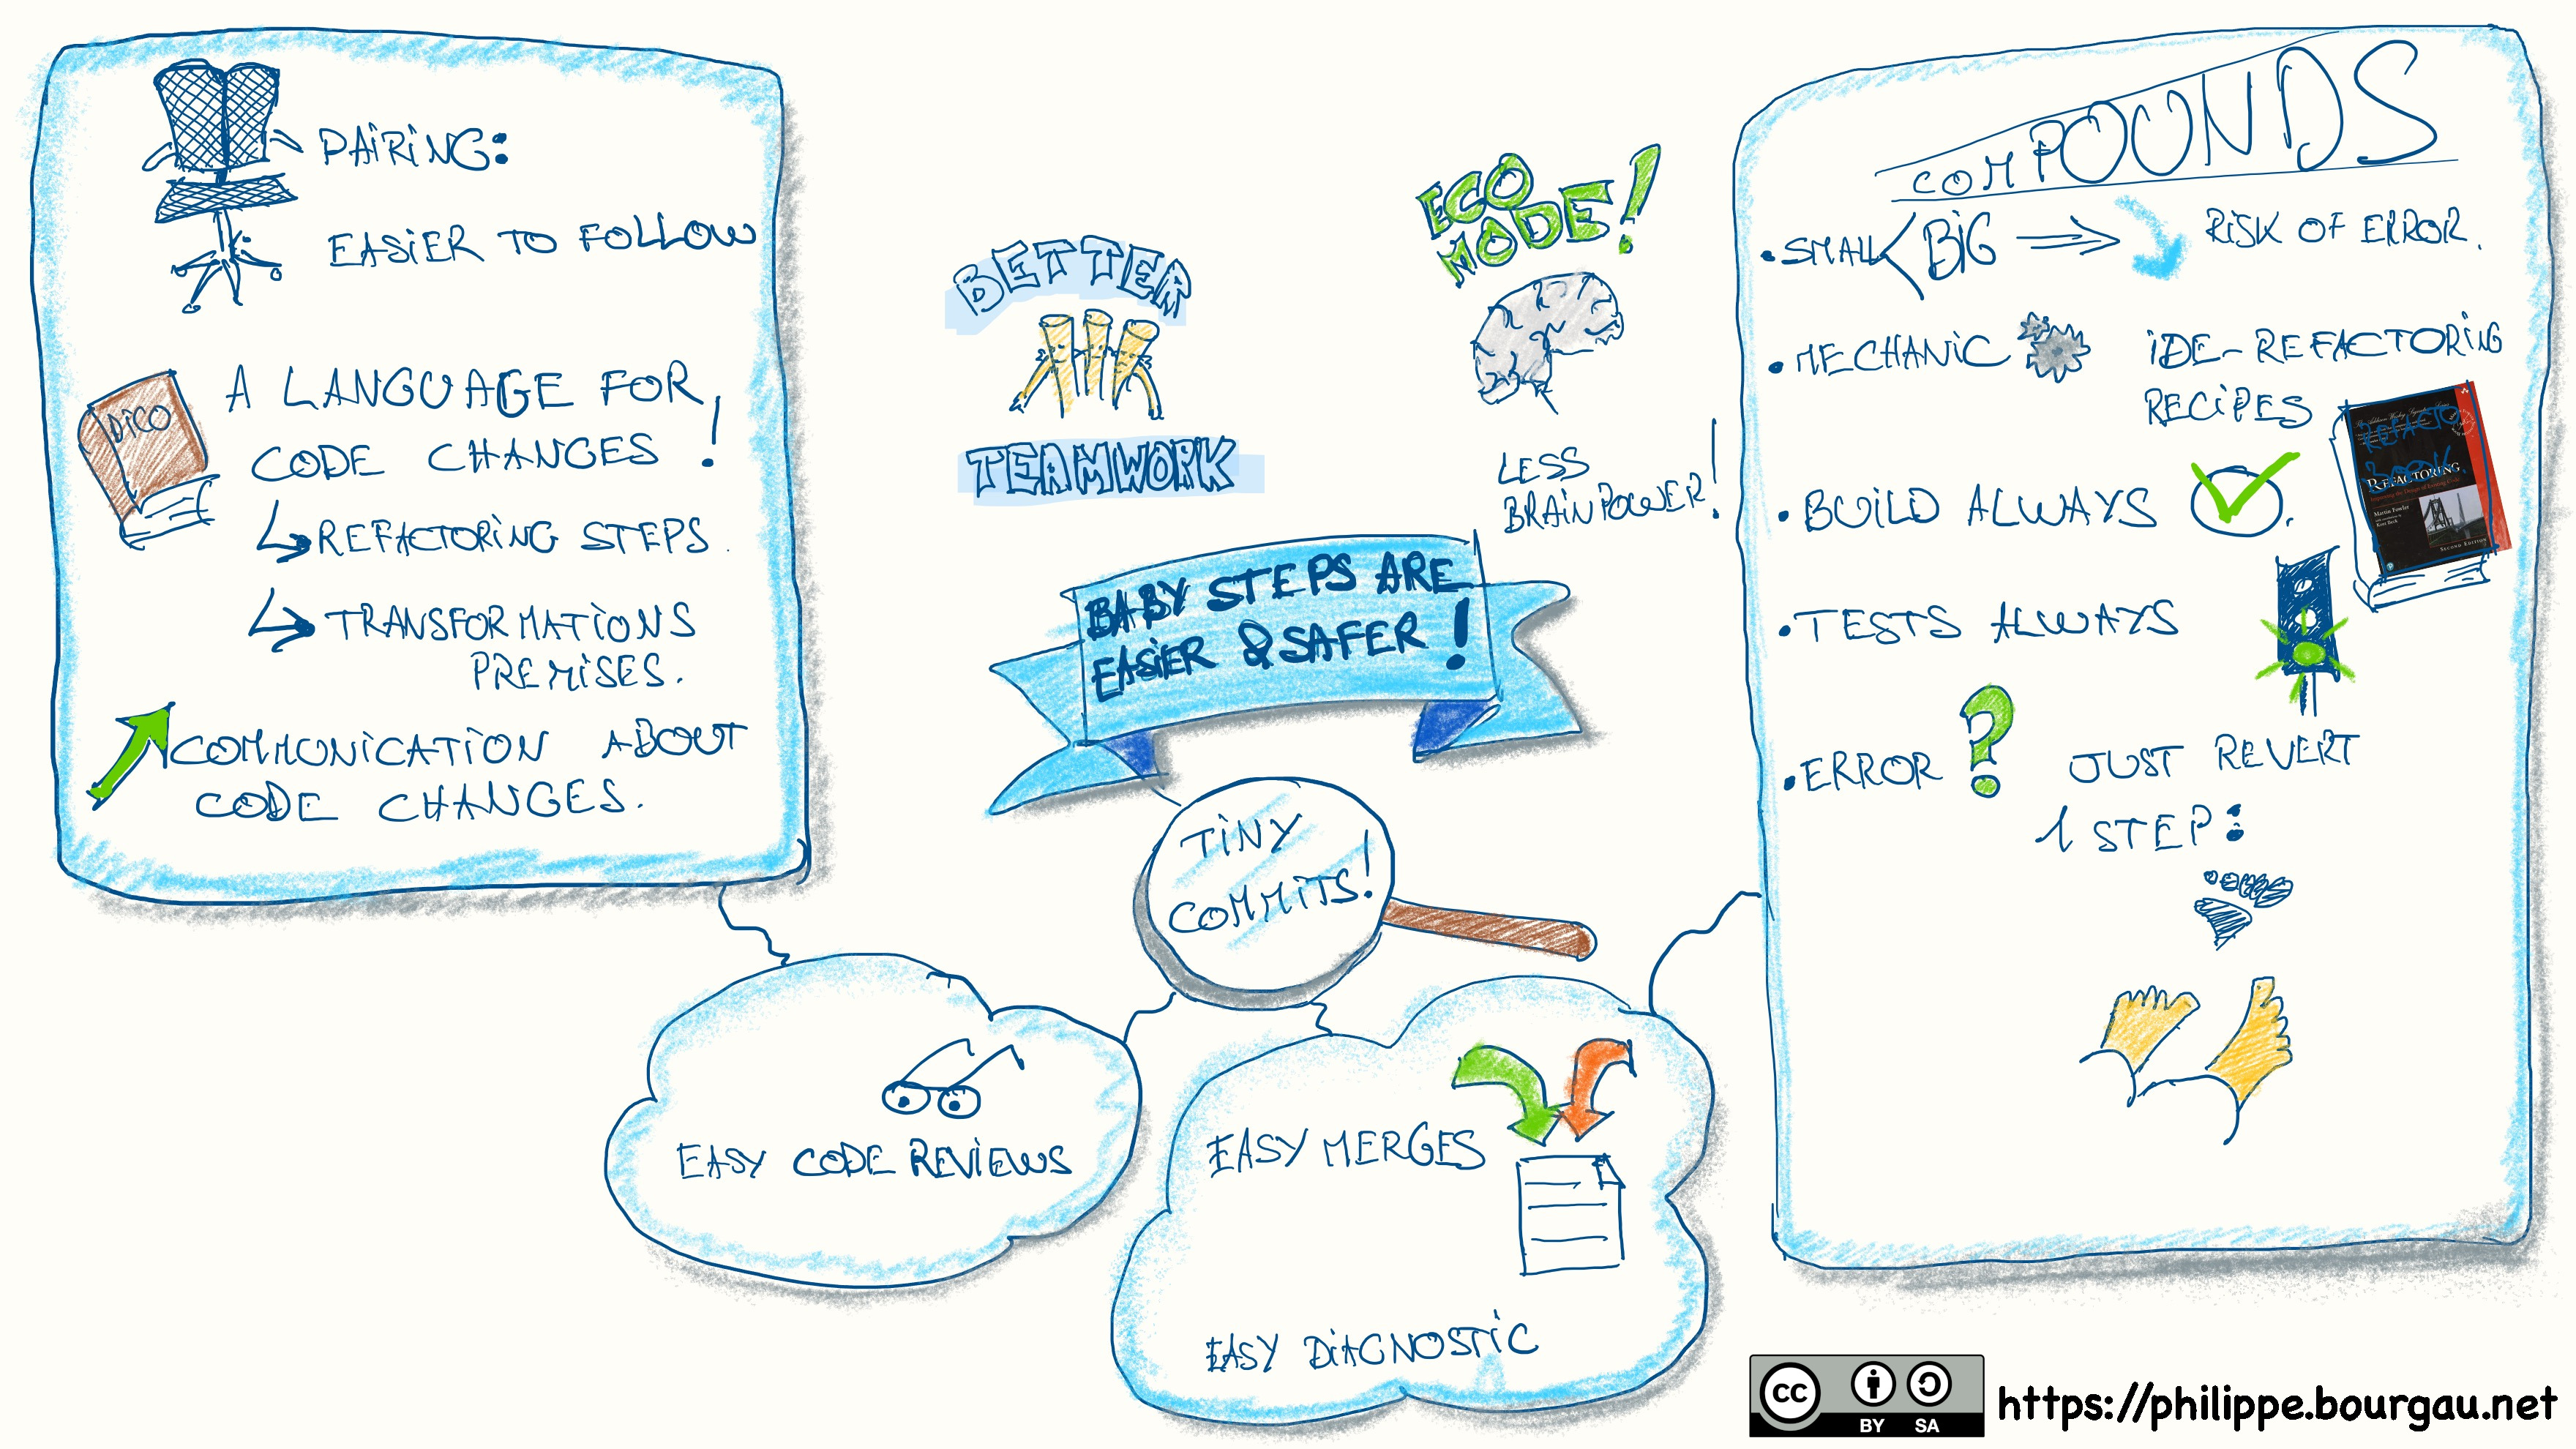 PAIRING:
EASIER TO FOLLOW
DICO
A LANGUAGE FOR
CODE CHANGES !
REFACTORING STEPS.
TRANSFORMATIONS
PREMISES.
COMMUNICATION ABOUT
CODE CHANGES.
BETTER
TEAMWORK
ECO
MODE!
LESS
BRAINPOWER!
BABY STEPS ARE
EASIER & SAFER !
TINY
COMMITS!
EASY CODE REVIEWS
EASY MERGES
EASY DIAGNOSTIC
COMPOUNDS
• SMALL < BIG ⇒ RISK OF ERROR.
• MECHANIC IDE-REFACTORING
RECIPES
REFACTO
BOOK
REFACTORING
Martin Fowler
Kent Beck
SECOND EDITION
• BUILD ALWAYS
• TESTS ALWAYS
• ERROR ? JUST REVERT
1 STEP:
CC BY SA
https://philippe.bourgau.net